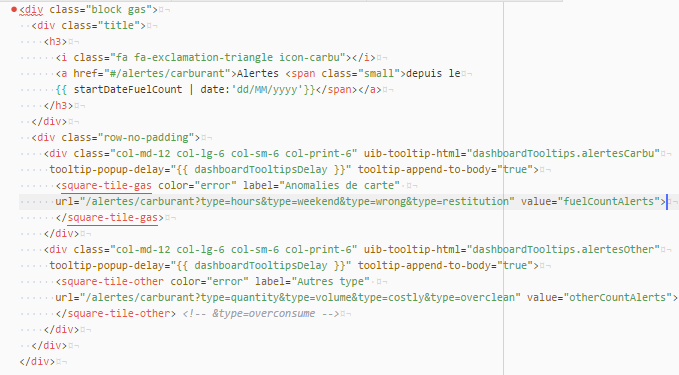 <div class="block gas">
<div class="title">
<h3>
<i class="fa fa-exclamation-triangle icon-carbu"></i>
<a href="#/alertes/carburant">Alertes <span class="small">depuis le
{{ startDateFuelCount | date:'dd/MM/yyyy'}}</span></a>
</h3>
</div>
<div class="row-no-padding">
<div class="col-md-12 col-lg-6 col-sm-6 col-print-6" uib-tooltip-html="dashboardTooltips.alertesCarbu"
tooltip-popup-delay="{{ dashboardTooltipsDelay }}" tooltip-append-to-body="true">
<square-tile-gas color="error" label="Anomalies de carte"
url="/alertes/carburant?type=hours&type=weekend&type=wrong&type=restitution" value="fuelCountAlerts">
</square-tile-gas>
</div>
<div class="col-md-12 col-lg-6 col-sm-6 col-print-6" uib-tooltip-html="dashboardTooltips.alertesOther"
tooltip-popup-delay="{{ dashboardTooltipsDelay }}" tooltip-append-to-body="true">
<square-tile-other color="error" label="Autres type"
url="/alertes/carburant?type=quantity&type=volume&type=costly&type=overclean" value="otherCountAlerts">
</square-tile-other> <!-- &type=overconsume -->
</div>
</div>
</div>